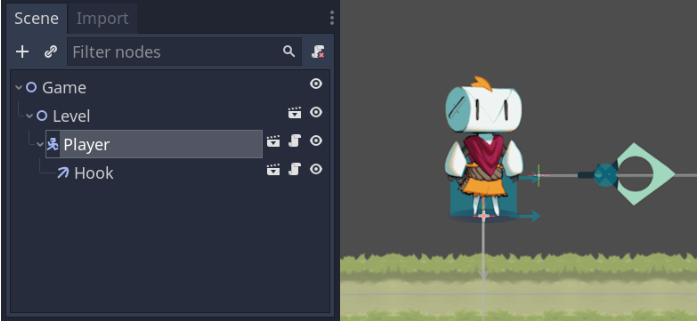 Scene Import
Filter nodes
Game
Level
Player
Hook